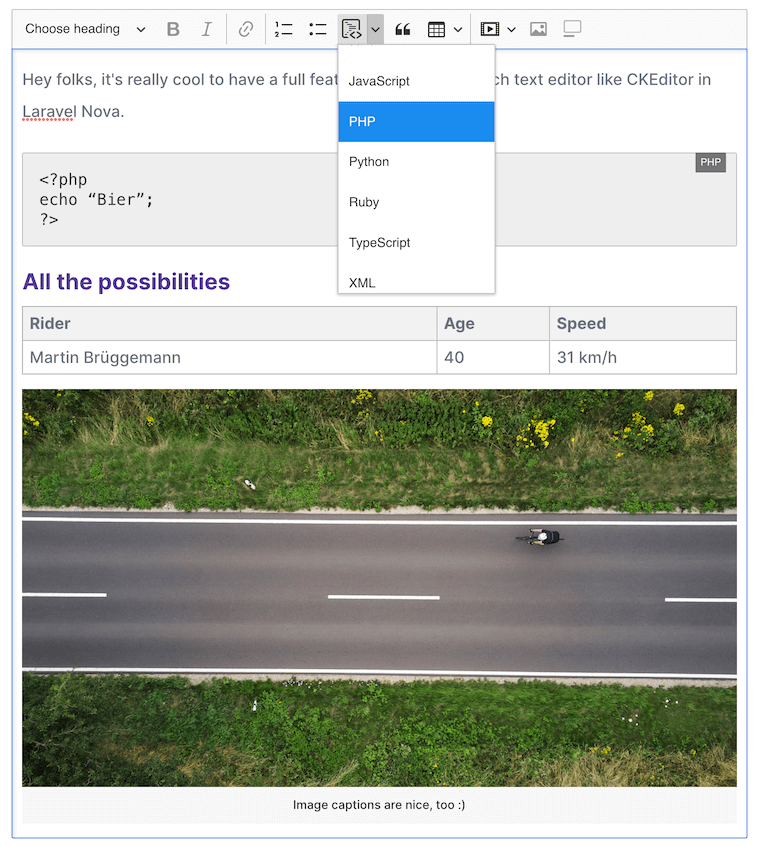 Choose heading B I
Hey folks, it's really cool to have a full feat ch text editor like CKEditor in
Laravel Nova.
JavaScript
PHP
Python
Ruby
TypeScript
XML
PHP
<?php
echo “Bier”;
?>
All the possibilities
Rider Age Speed
Martin Brüggemann 40 31 km/h
Image captions are nice, too :)